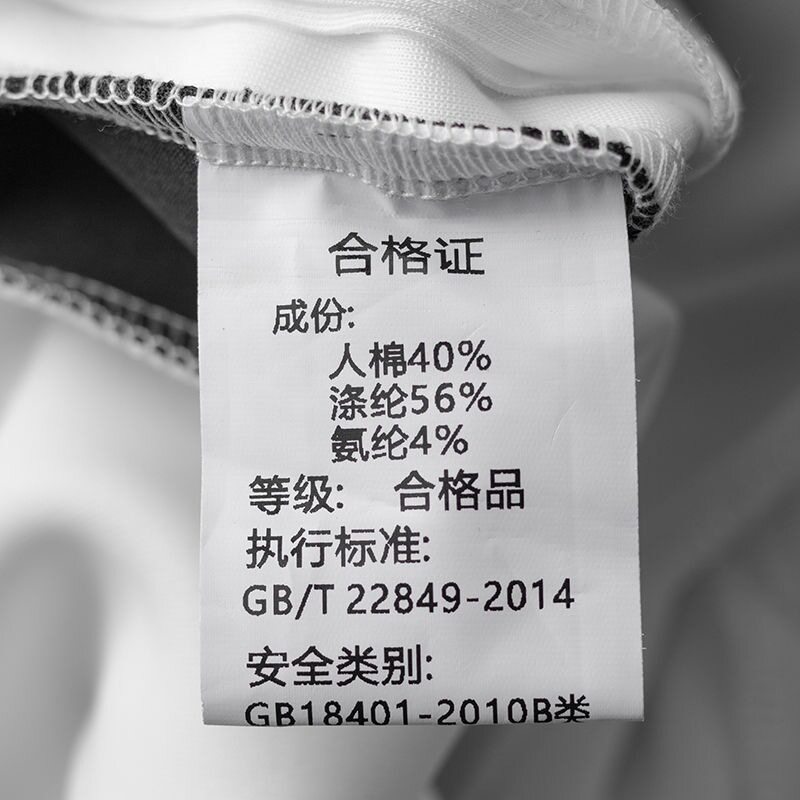 合格证
成份:
人棉40%
涤纶56%
氨纶4%
等级: 合格品
执行标准:
GB/T 22849-2014
安全类别:
GB18401-2010B类